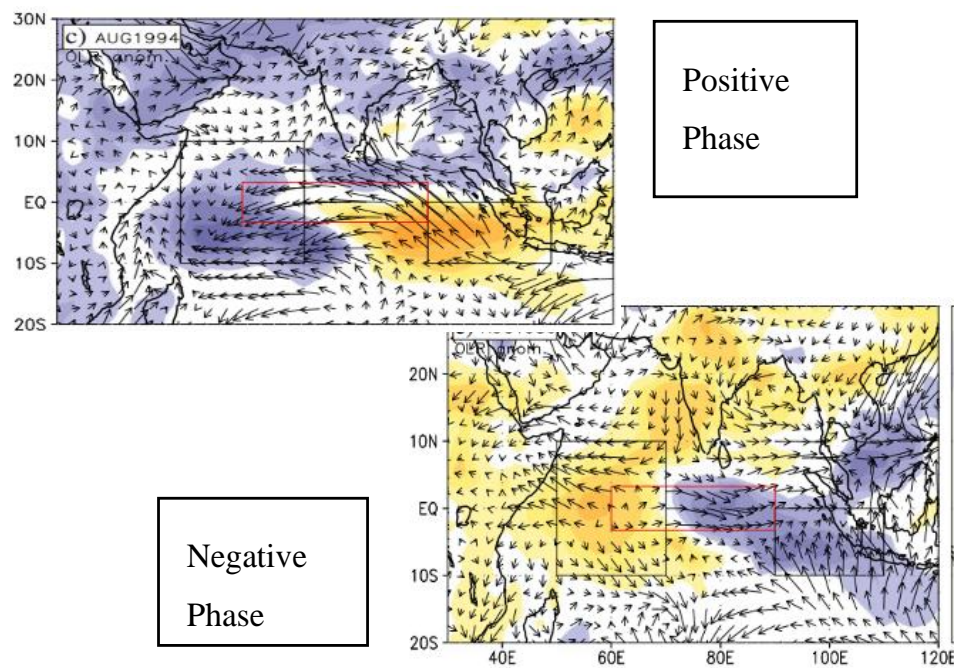 30N
c) AUG1994
OLR anom.
20N
10N
EQ
10S
20S
Positive
Phase
OLR anom.
20N
10N
EQ
10S
20S
40E 60E 80E 100E 120E
Negative
Phase